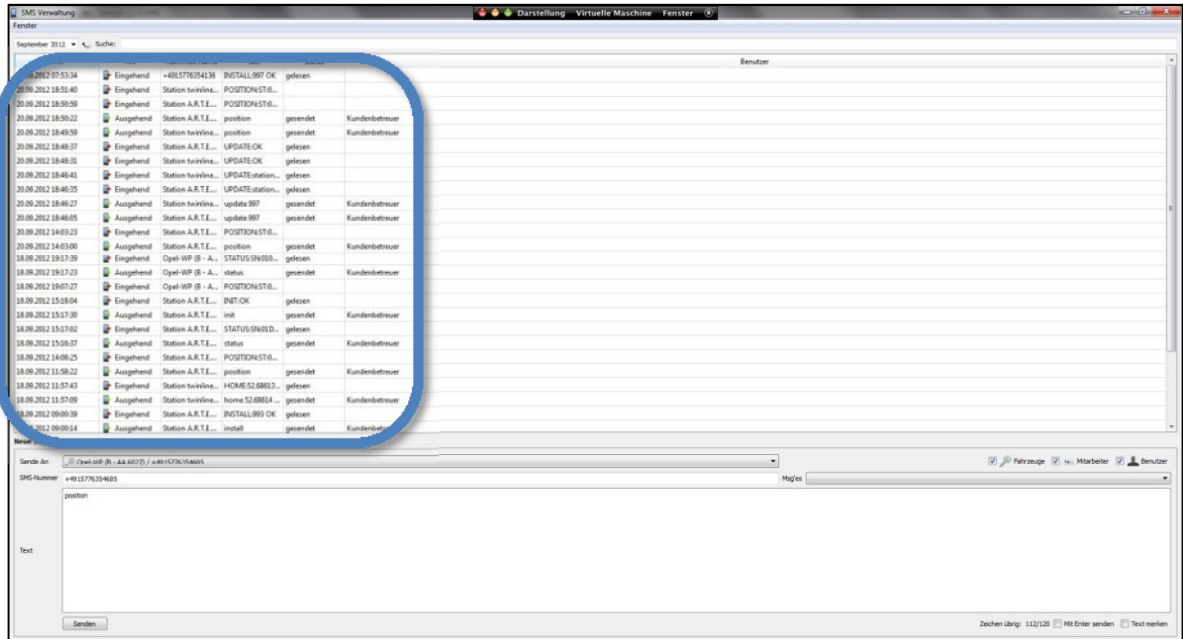 SMS Verwaltung
Darstellung Virtuelle Maschine Fenster
Fenster
September 2012 Suche:
Benutzer
.09.2012 07:53:34 Eingehend +4915776354136 INSTALL:997 OK gelesen
20.09.2012 18:51:40 Eingehend Station twinline... POSITION:ST:0...
20.09.2012 18:50:59 Eingehend Station A.R.T.E.... POSITION:ST:0...
20.09.2012 18:50:22 Ausgehend Station A.R.T.E.... position gesendet Kundenbetreuer
20.09.2012 18:49:59 Ausgehend Station twinline... position gesendet Kundenbetreuer
20.09.2012 18:48:37 Eingehend Station A.R.T.E.... UPDATE:OK gelesen
20.09.2012 18:48:31 Eingehend Station twinline... UPDATE:OK gelesen
20.09.2012 18:46:41 Eingehend Station twinline... UPDATE:station... gelesen
20.09.2012 18:46:35 Eingehend Station A.R.T.E.... UPDATE:station... gelesen
20.09.2012 18:46:27 Ausgehend Station twinline... update:997 gesendet Kundenbetreuer
20.09.2012 18:46:05 Ausgehend Station A.R.T.E.... update:997 gesendet Kundenbetreuer
20.09.2012 14:03:23 Eingehend Station A.R.T.E.... POSITION:ST:0...
20.09.2012 14:03:00 Ausgehend Station A.R.T.E.... position gesendet Kundenbetreuer
18.09.2012 19:17:39 Eingehend Opel-WP (B - A... STATUS:SN:01D... gelesen
18.09.2012 19:17:23 Ausgehend Opel-WP (B - A... status gesendet Kundenbetreuer
18.09.2012 19:07:27 Eingehend Opel-WP (B - A... POSITION:ST:0...
18.09.2012 15:18:04 Eingehend Station A.R.T.E.... INIT:OK gelesen
18.09.2012 15:17:30 Ausgehend Station A.R.T.E.... init gesendet Kundenbetreuer
18.09.2012 15:17:02 Eingehend Station A.R.T.E.... STATUS:SN:01D... gelesen
18.09.2012 15:16:37 Ausgehend Station A.R.T.E.... status gesendet Kundenbetreuer
18.09.2012 14:08:25 Eingehend Station A.R.T.E.... POSITION:ST:0...
18.09.2012 11:58:22 Ausgehend Station A.R.T.E.... position gesendet Kundenbetreuer
18.09.2012 11:57:43 Eingehend Station twinline... HOME:52.68613... gelesen
18.09.2012 11:57:09 Ausgehend Station twinline... home 52.68614 ... gesendet Kundenbetreuer
18.09.2012 09:00:39 Eingehend Station A.R.T.E.... INSTALL:993 OK gelesen
.2012 09:00:14 Ausgehend Station A.R.T.E.... install gesendet
Neue
Sende An Opel-WP (B - AA 6027) / +4915776354685 Fahrzeuge Mitarbeiter Benutzer
SMS-Nummer +4915776354685 Msg'es
position
Text
Senden Zeichen übrig: 112/120 Mit Enter senden Text merken